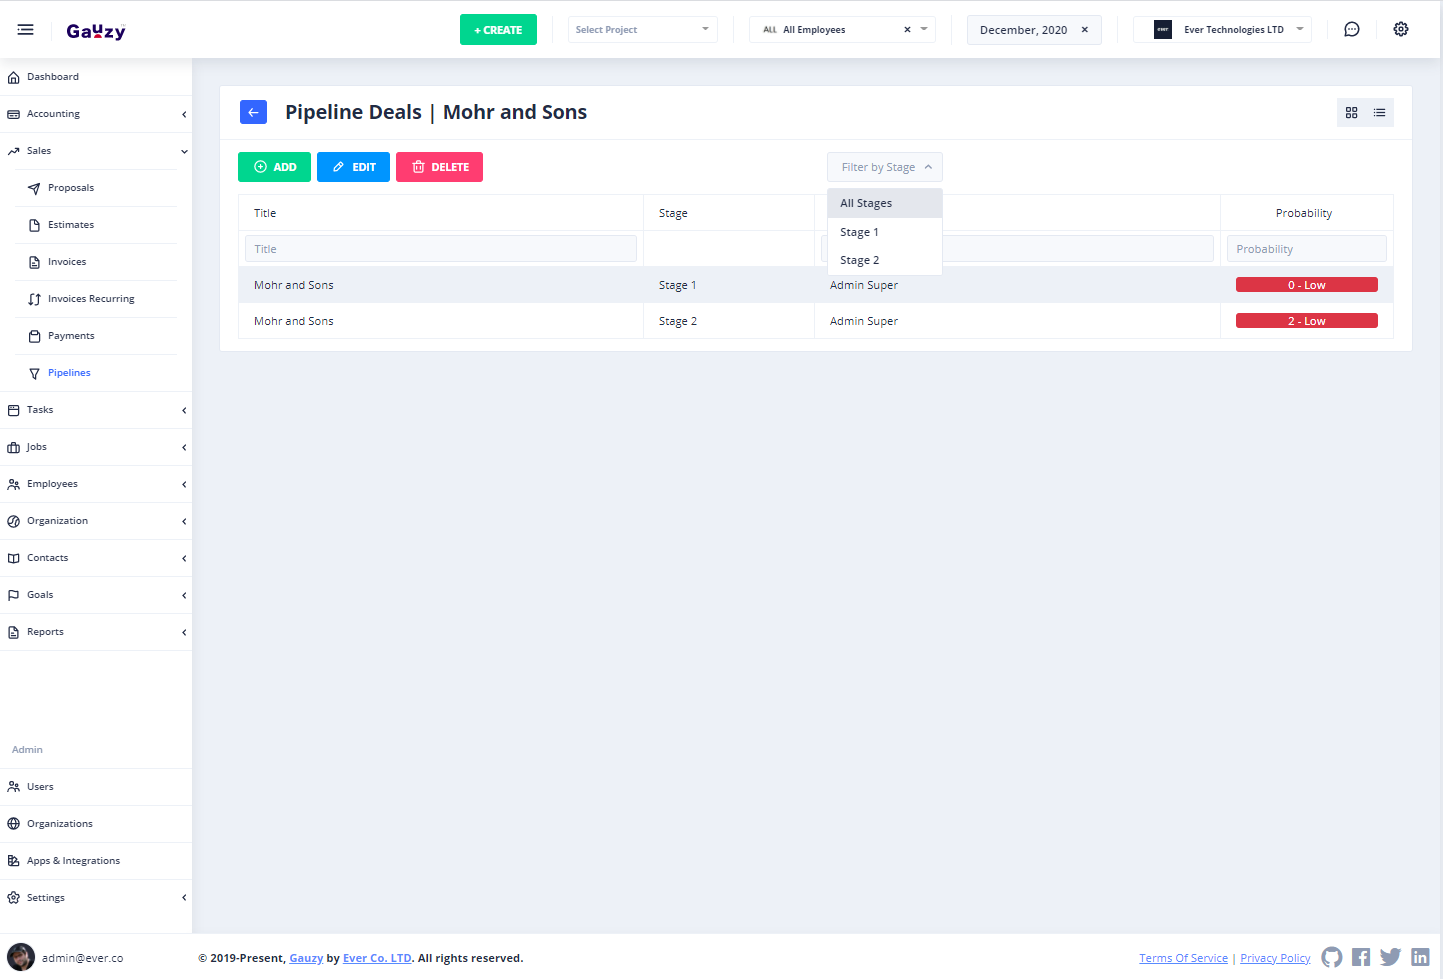 Gauzy
+ CREATE
Select Project
ALL All Employees ×
December, 2020 ×
ever Ever Technologies LTD
Dashboard
Accounting
Sales
Proposals
Estimates
Invoices
Invoices Recurring
Payments
Pipelines
Tasks
Jobs
Employees
Organization
Contacts
Goals
Reports
Admin
Users
Organizations
Apps & Integrations
Settings
admin@ever.co
Pipeline Deals | Mohr and Sons
ADD EDIT DELETE
Filter by Stage
All Stages
Stage 1
Stage 2
Title Stage Probability
Title Probability
Mohr and Sons Stage 1 Admin Super 0 - Low
Mohr and Sons Stage 2 Admin Super 2 - Low
© 2019-Present, Gauzy by Ever Co. LTD. All rights reserved.
Terms Of Service | Privacy Policy